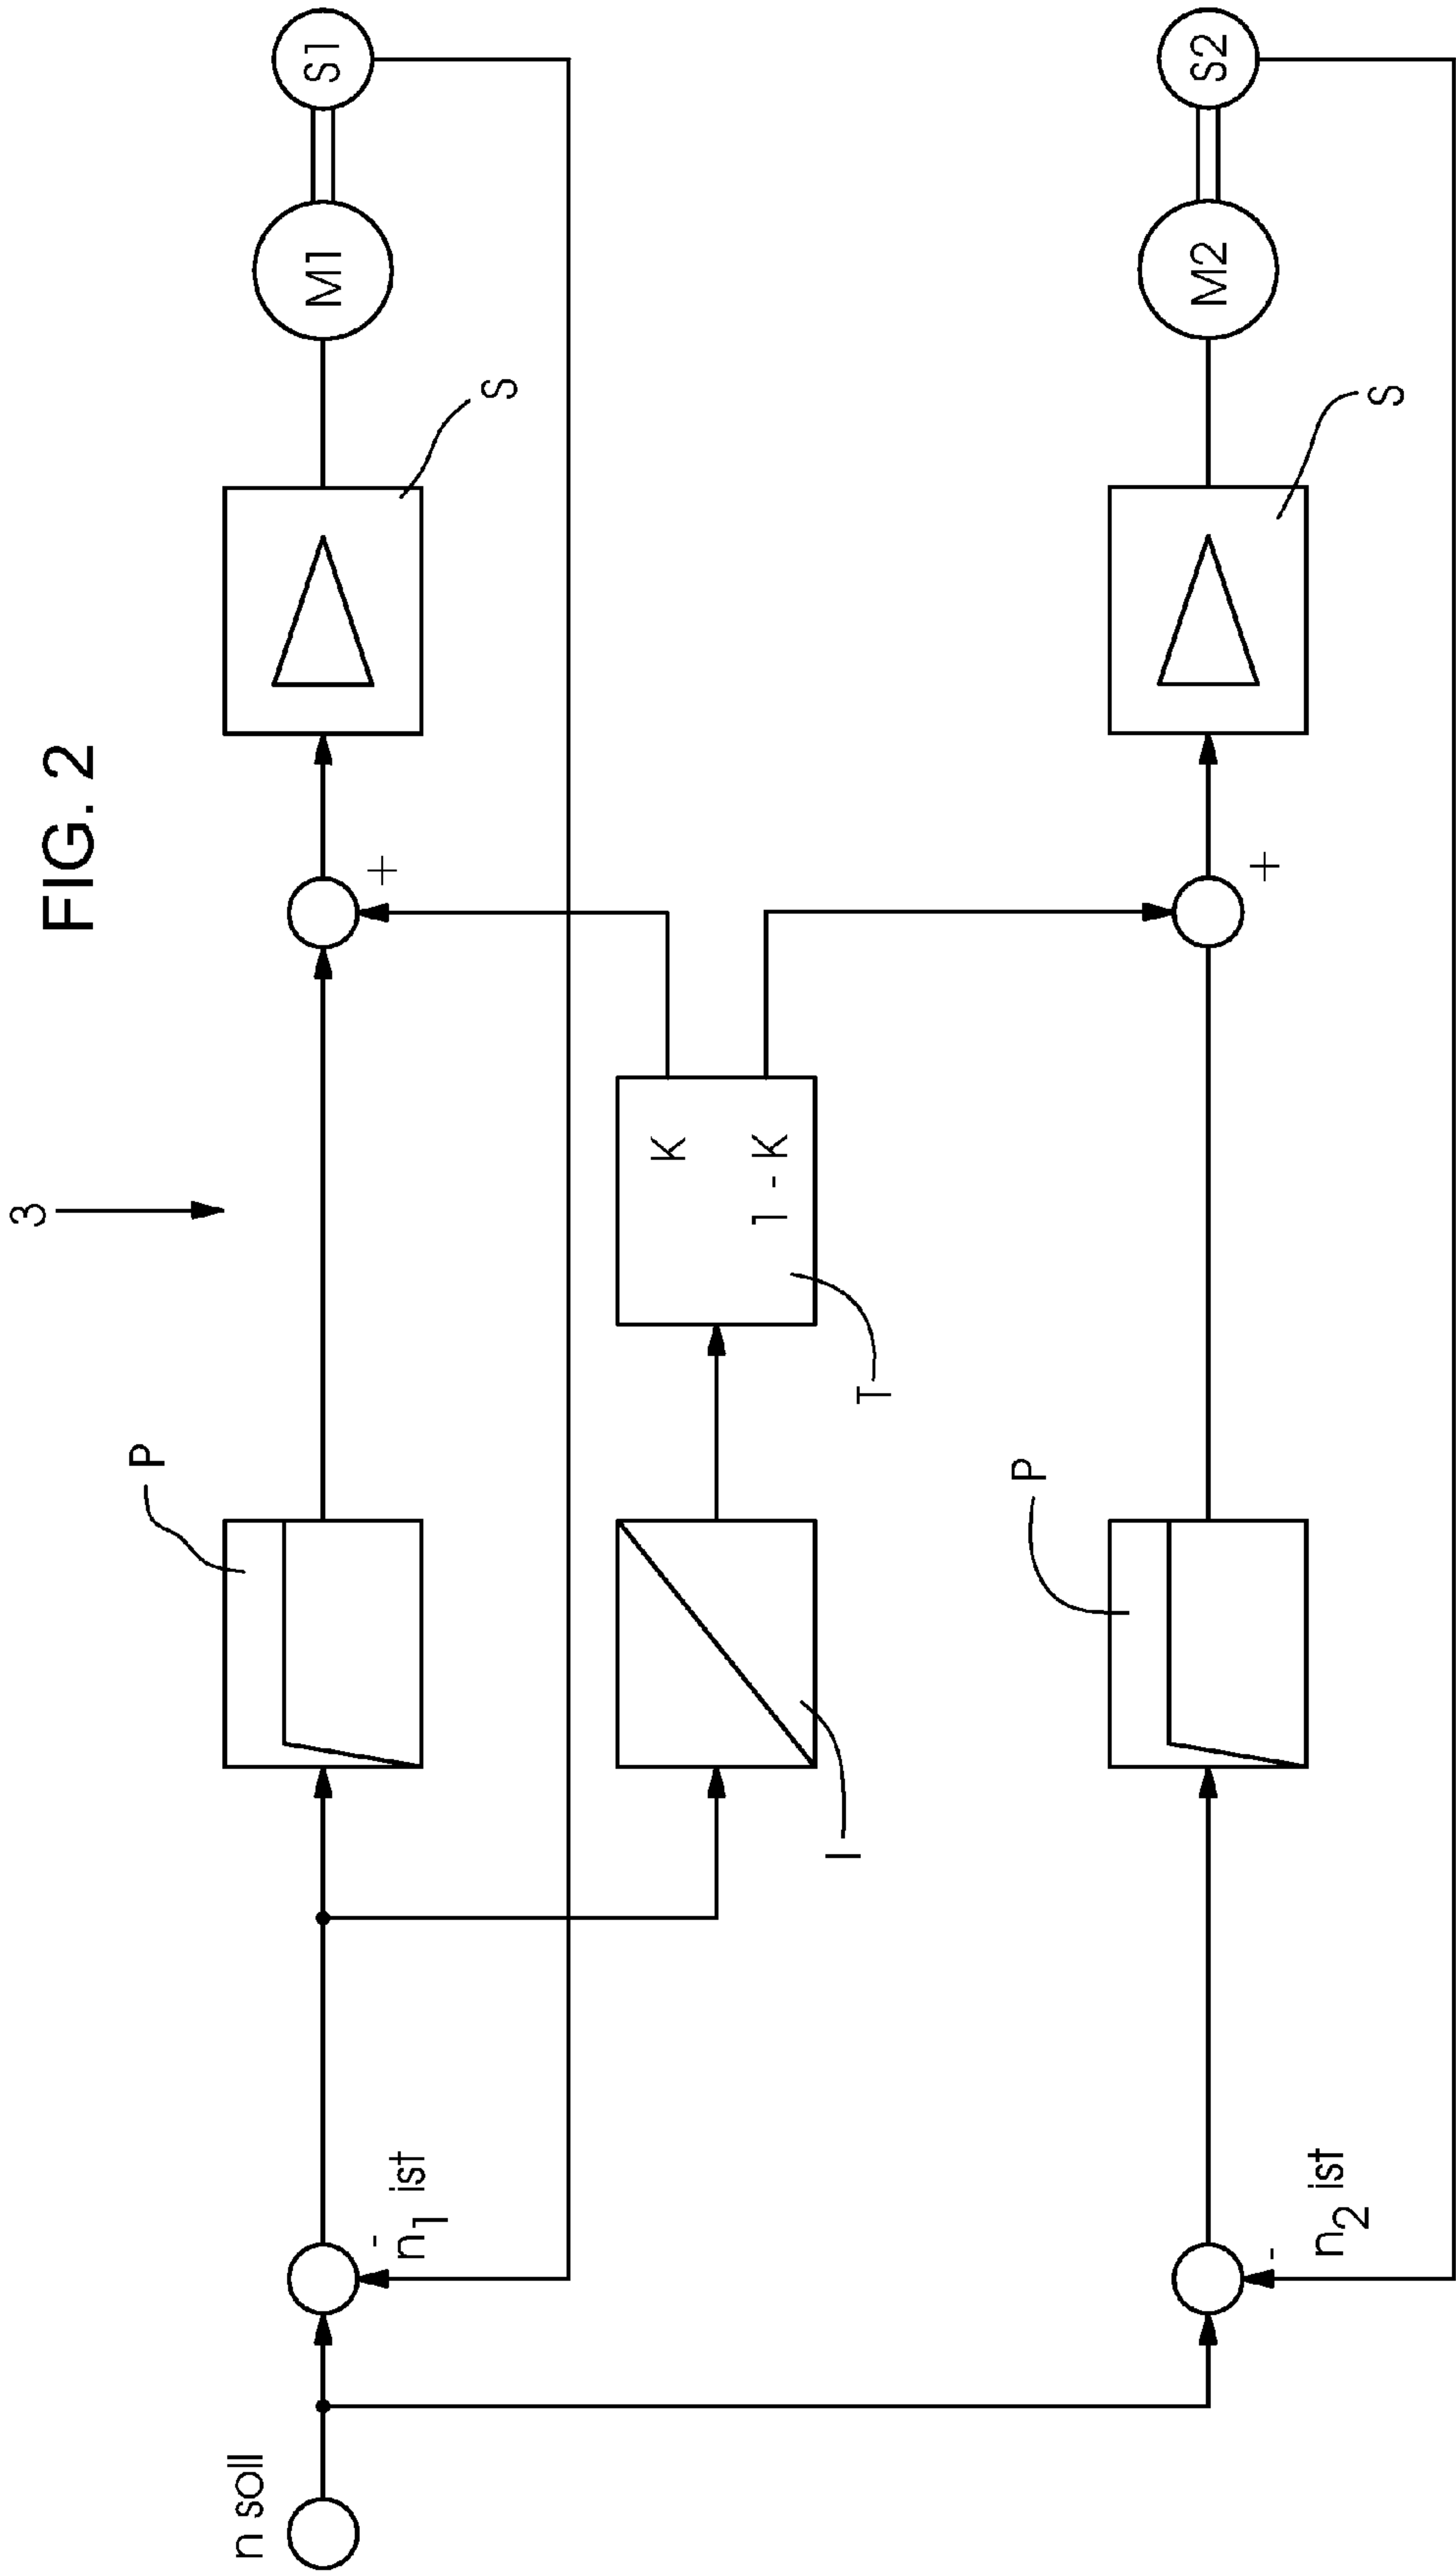 FIG. 2
3
n soll
-
n1 ist
P
+
S
M1
S1
I
T
K
1 - K
-
n2 ist
P
+
S
M2
S2